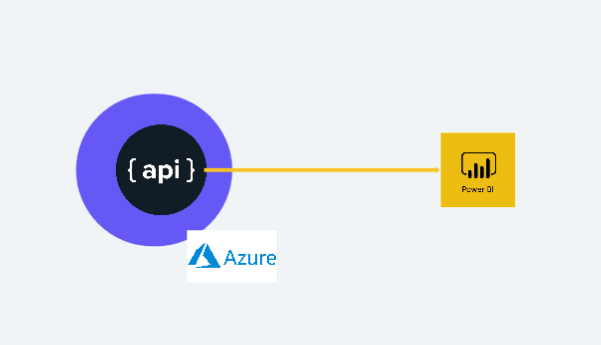 { api }
Azure
Power BI